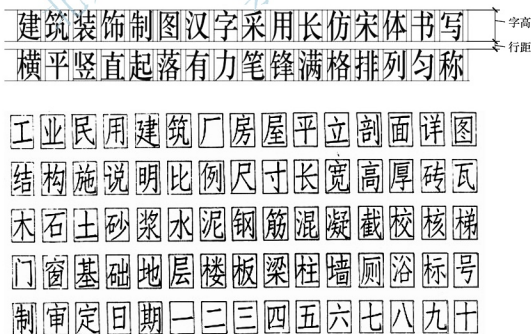 建筑装饰制图汉字采用长仿宋体书写
字高
行距
横平竖直起落有力笔锋满格排列匀称
工业民用建筑厂房屋平立剖面详图
结构施说明比例尺寸长宽高厚砖瓦
木石土砂浆水泥钢筋混凝截校核梯
门窗基础地层楼板梁柱墙厕浴标号
制审定日期一二三四五六七八九十